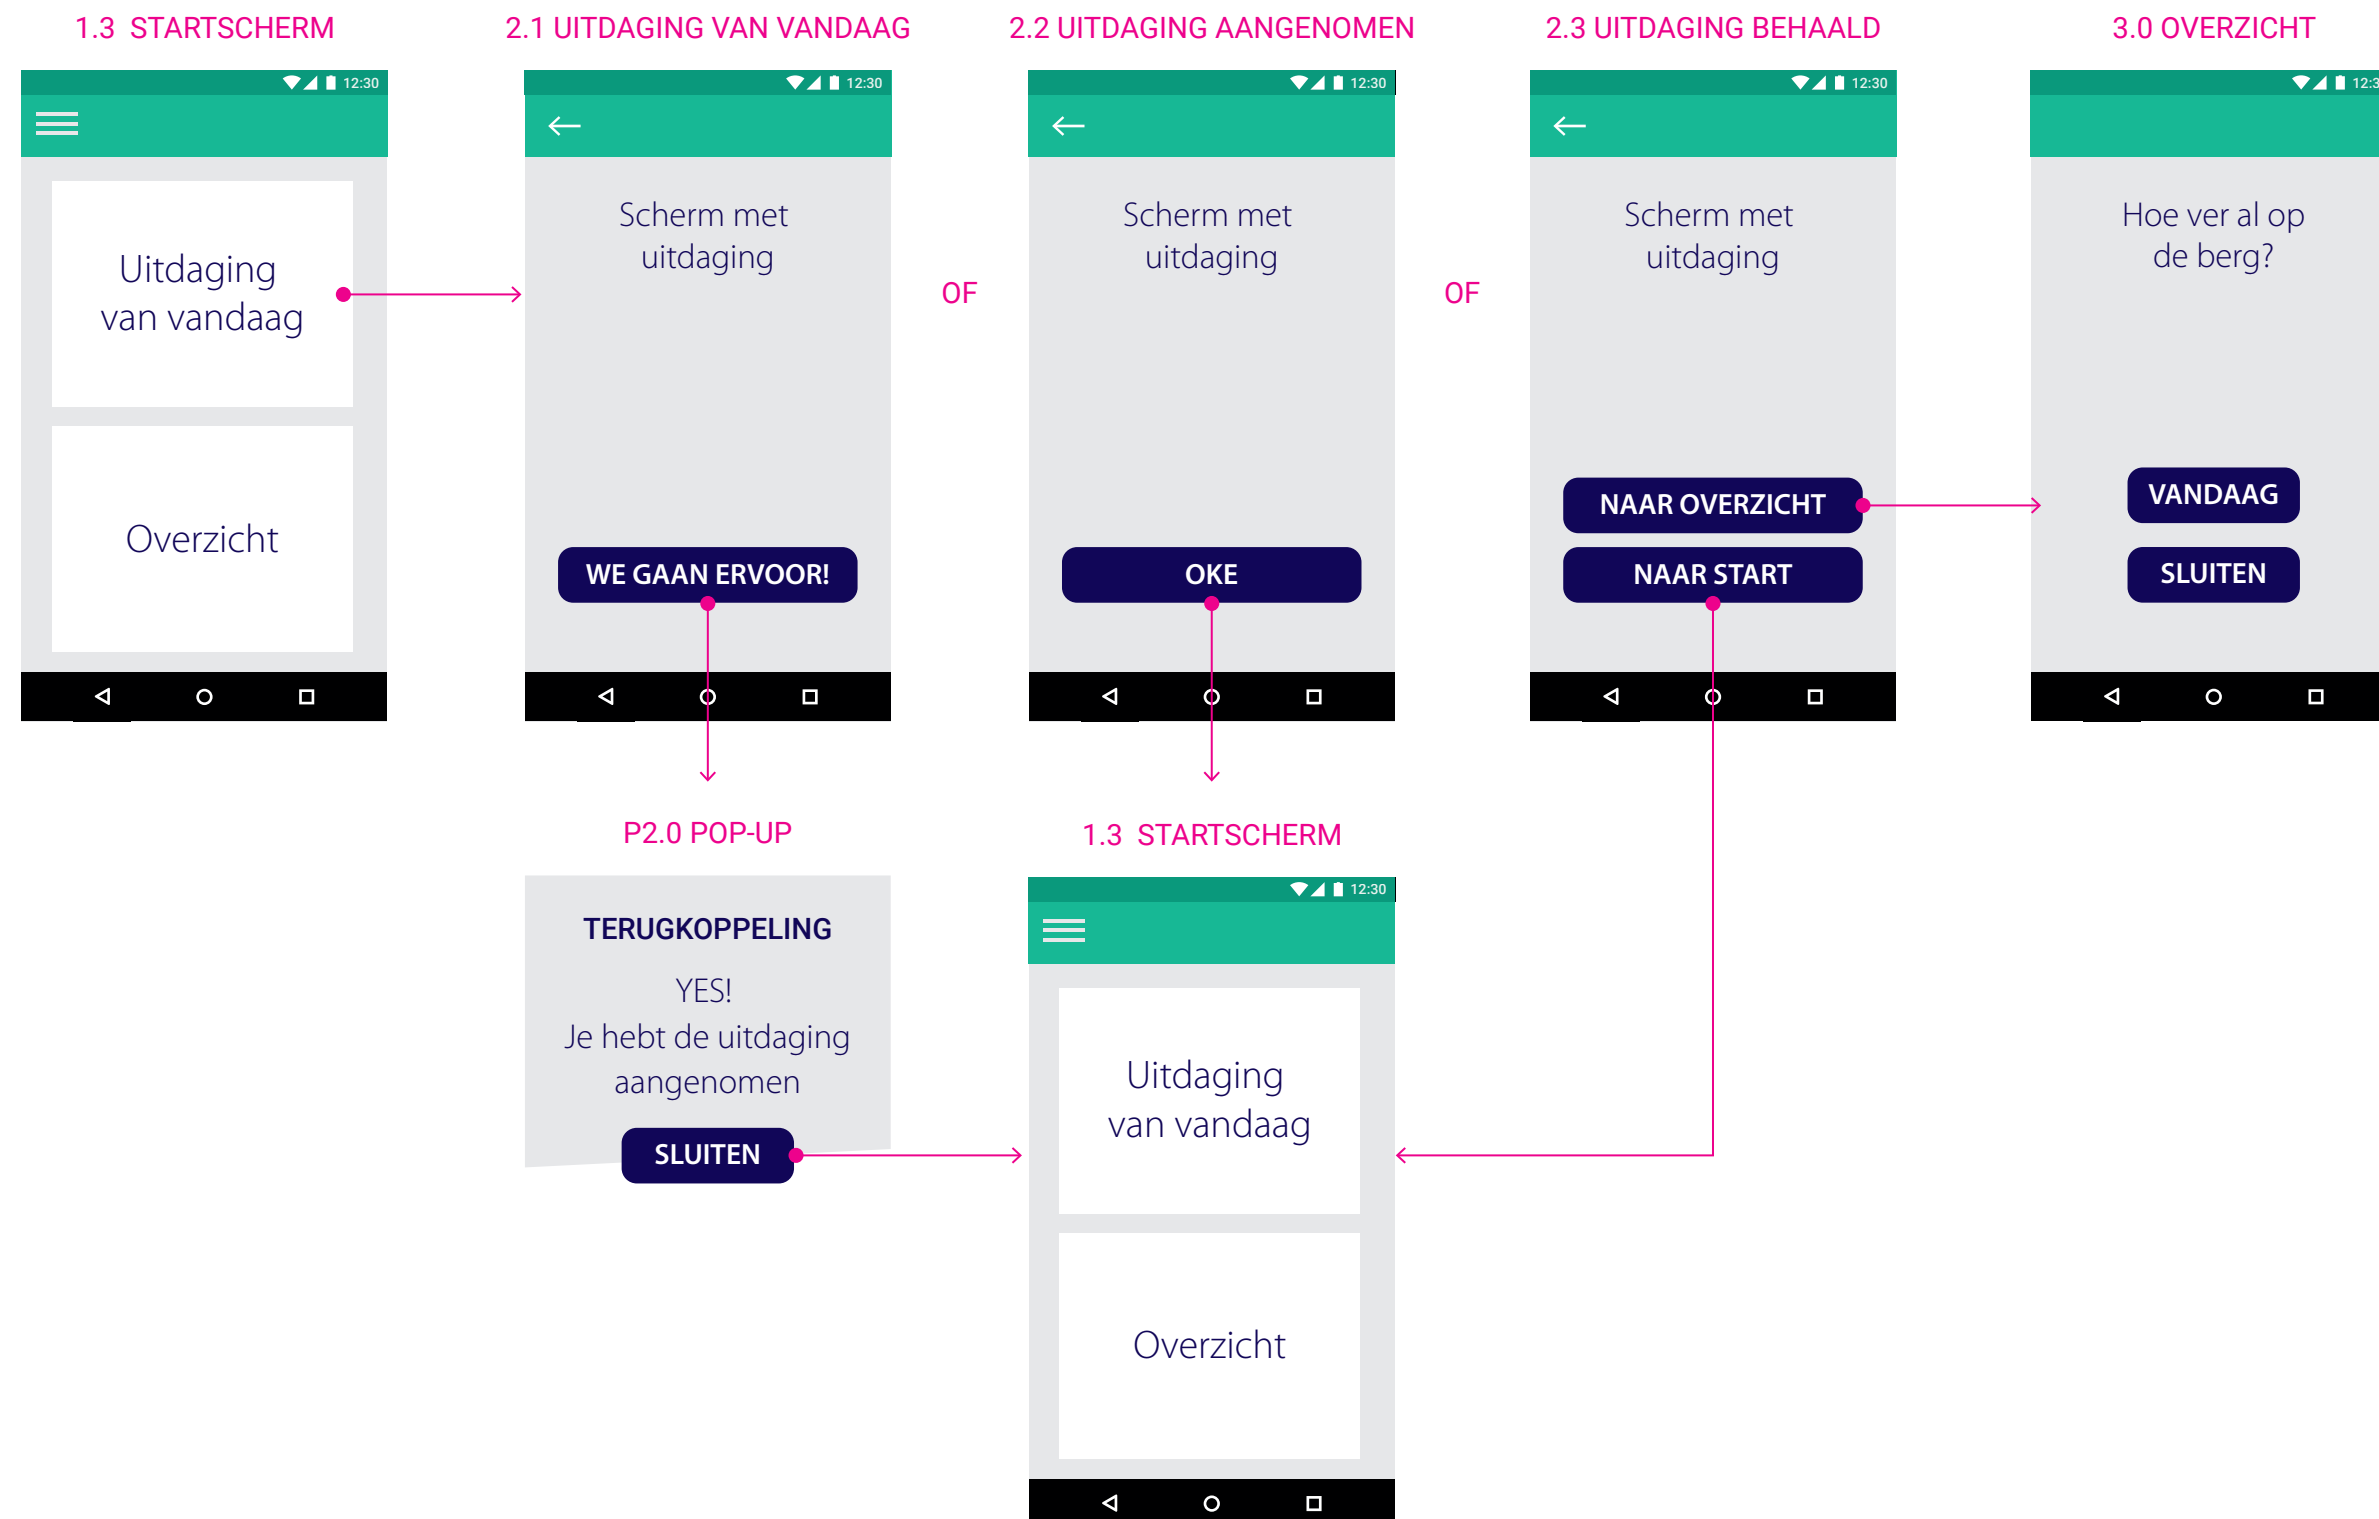 1.3 STARTSCHERM
2.1 UITDAGING VAN VANDAAG
2.2 UITDAGING AANGENOMEN
2.3 UITDAGING BEHAALD
3.0 OVERZICHT
12:30
12:30
12:30
12:30
12:3
Uitdaging
van vandaag
Overzicht
Scherm met
uitdaging
WE GAAN ERVOOR!
OF
Scherm met
uitdaging
OKE
OF
Scherm met
uitdaging
NAAR OVERZICHT
NAAR START
Hoe ver al op
de berg?
VANDAAG
SLUITEN
P2.0 POP-UP
TERUGKOPPELING
YES!
Je hebt de uitdaging
aangenomen
SLUITEN
1.3 STARTSCHERM
12:30
Uitdaging
van vandaag
Overzicht